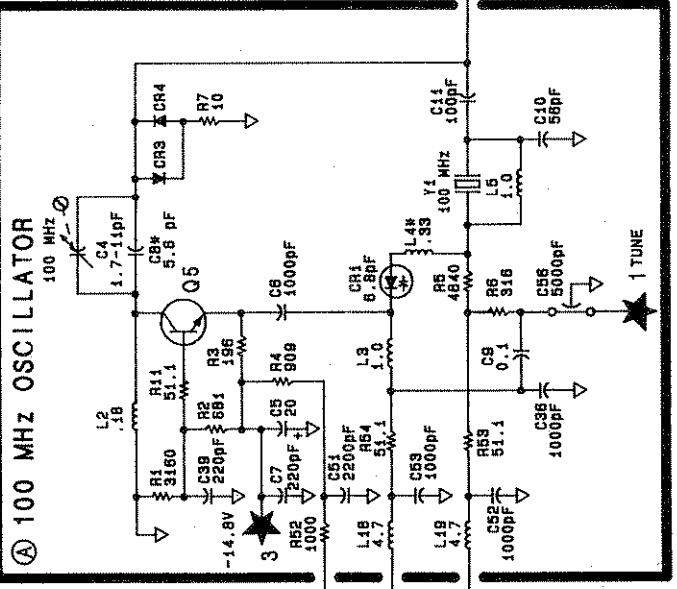 A 100 MHz OSCILLATOR
100 MHz
C4
1.7-11pF
C8*
5.6 pF
CR4
CR3
R7
10
L2
.18
Q5
R1
3160
R11
51.1
C39
220pF
R2
681
R3
196
C6
1000pF
-14.8V
3
C7
220pF
C5
20
+
R4
909
R52
1000
C51
2200pF
L18
4.7
C53
1000pF
R54
51.1
L3
1.0
CR1
6.8pF
L4*
.33
C11
100pF
Y1
100 MHz
L5
1.0
C10
56pF
L19
4.7
C52
1000pF
R53
51.1
R5
4640
R6
316
C9
0.1
C36
1000pF
C56
5000pF
1 TUNE